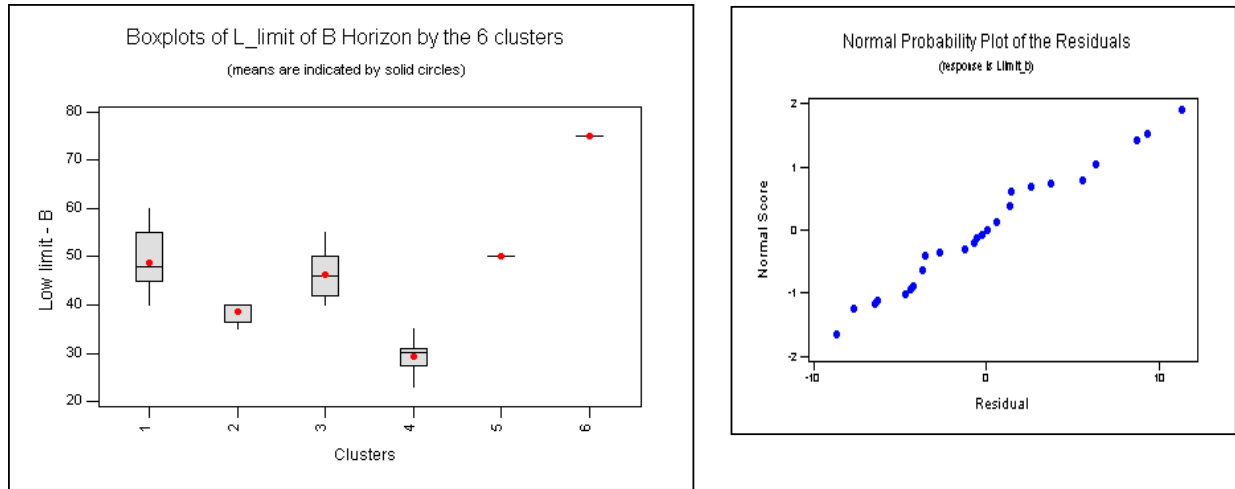 Boxplots of L_limit of B Horizon by the 6 clusters
(means are indicated by solid circles)
80
70
60
50
40
30
20
Low limit - B
1
2
3
4
5
6
Clusters
Normal Probability Plot of the Residuals
(response is Llimit_b)
2
1
0
-1
-2
Normal Score
-10
0
10
Residual